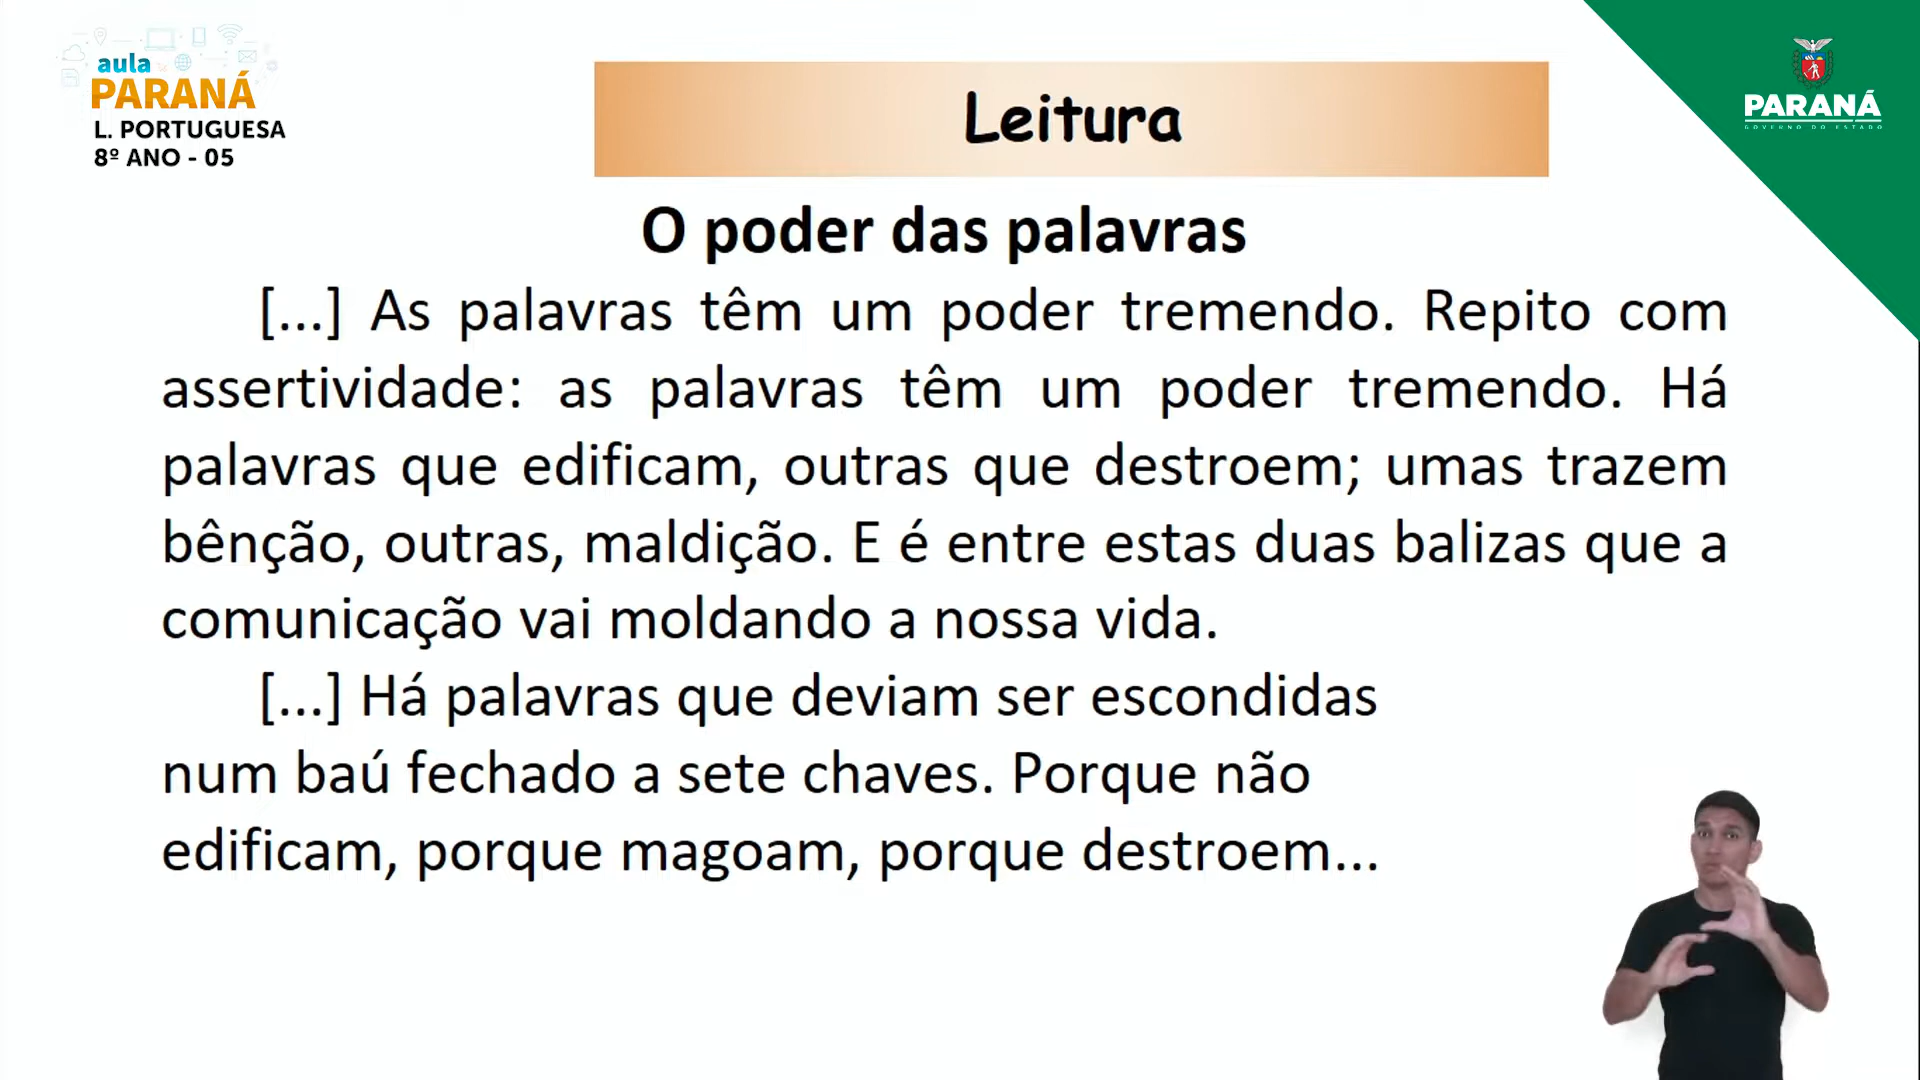 aula
PARANÁ
L. PORTUGUESA
8º ANO - 05
Leitura
PARANÁ
GOVERNO DO ESTADO
O poder das palavras
[...] As palavras têm um poder tremendo. Repito com
assertividade: as palavras têm um poder tremendo. Há
palavras que edificam, outras que destroem; umas trazem
bênção, outras, maldição. E é entre estas duas balizas que a
comunicação vai moldando a nossa vida.
[...] Há palavras que deviam ser escondidas
num baú fechado a sete chaves. Porque não
edificam, porque magoam, porque destroem...